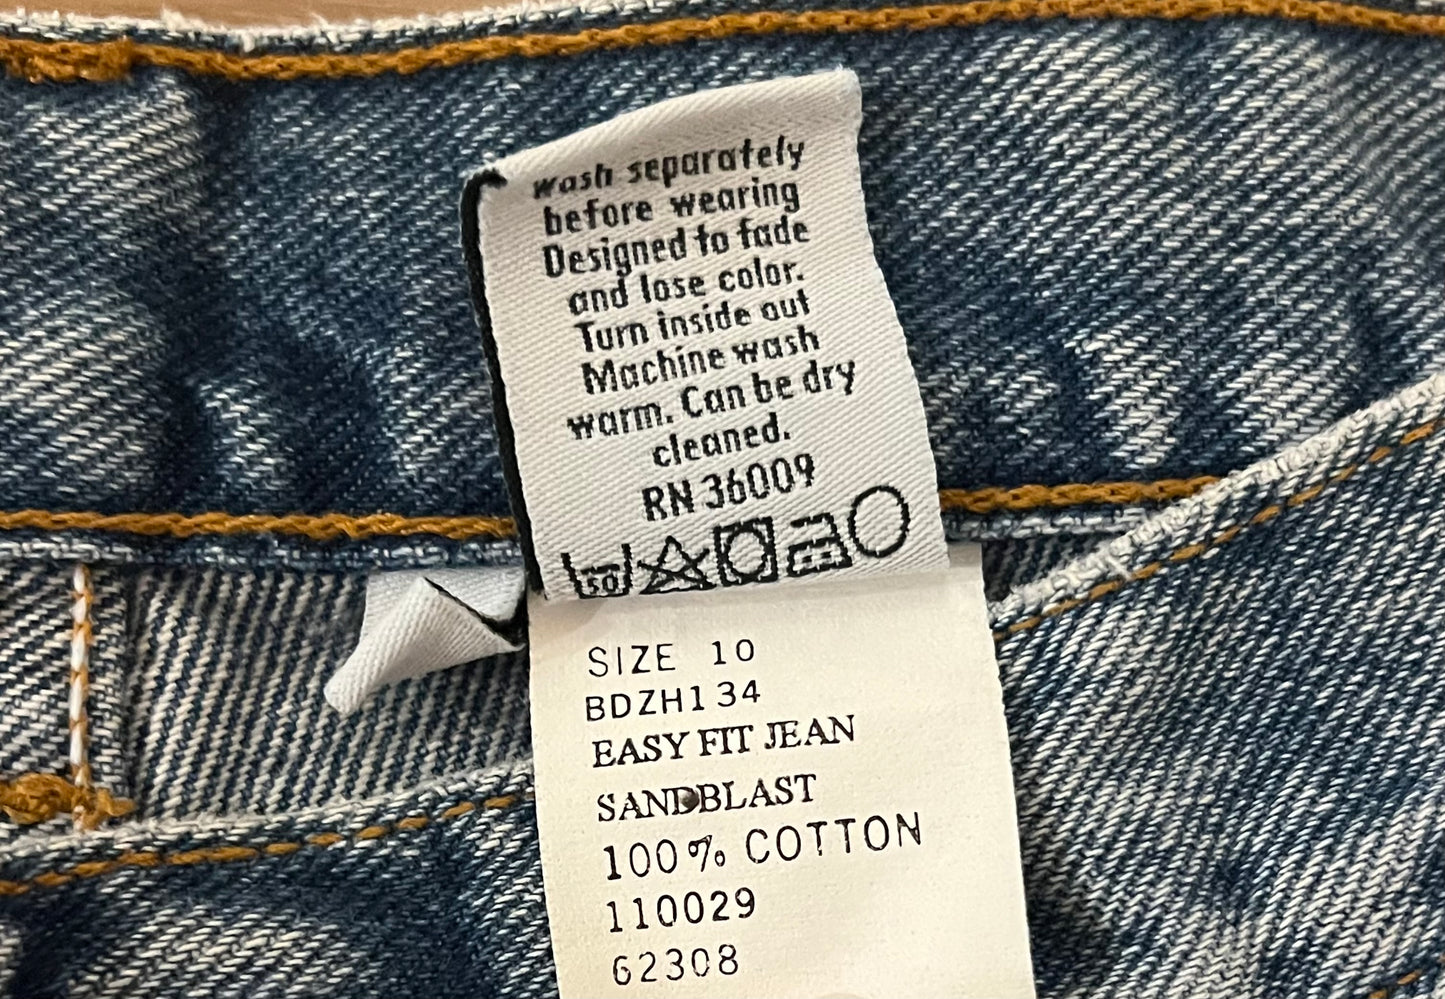 wash separately
before wearing
Designed to fade
and lose color.
Turn inside out
Machine wash
warm. Can be dry
cleaned.
RN 36009
50
SIZE 10
BDZH134
EASY FIT JEAN
SANDBLAST
100% COTTON
110029
62308